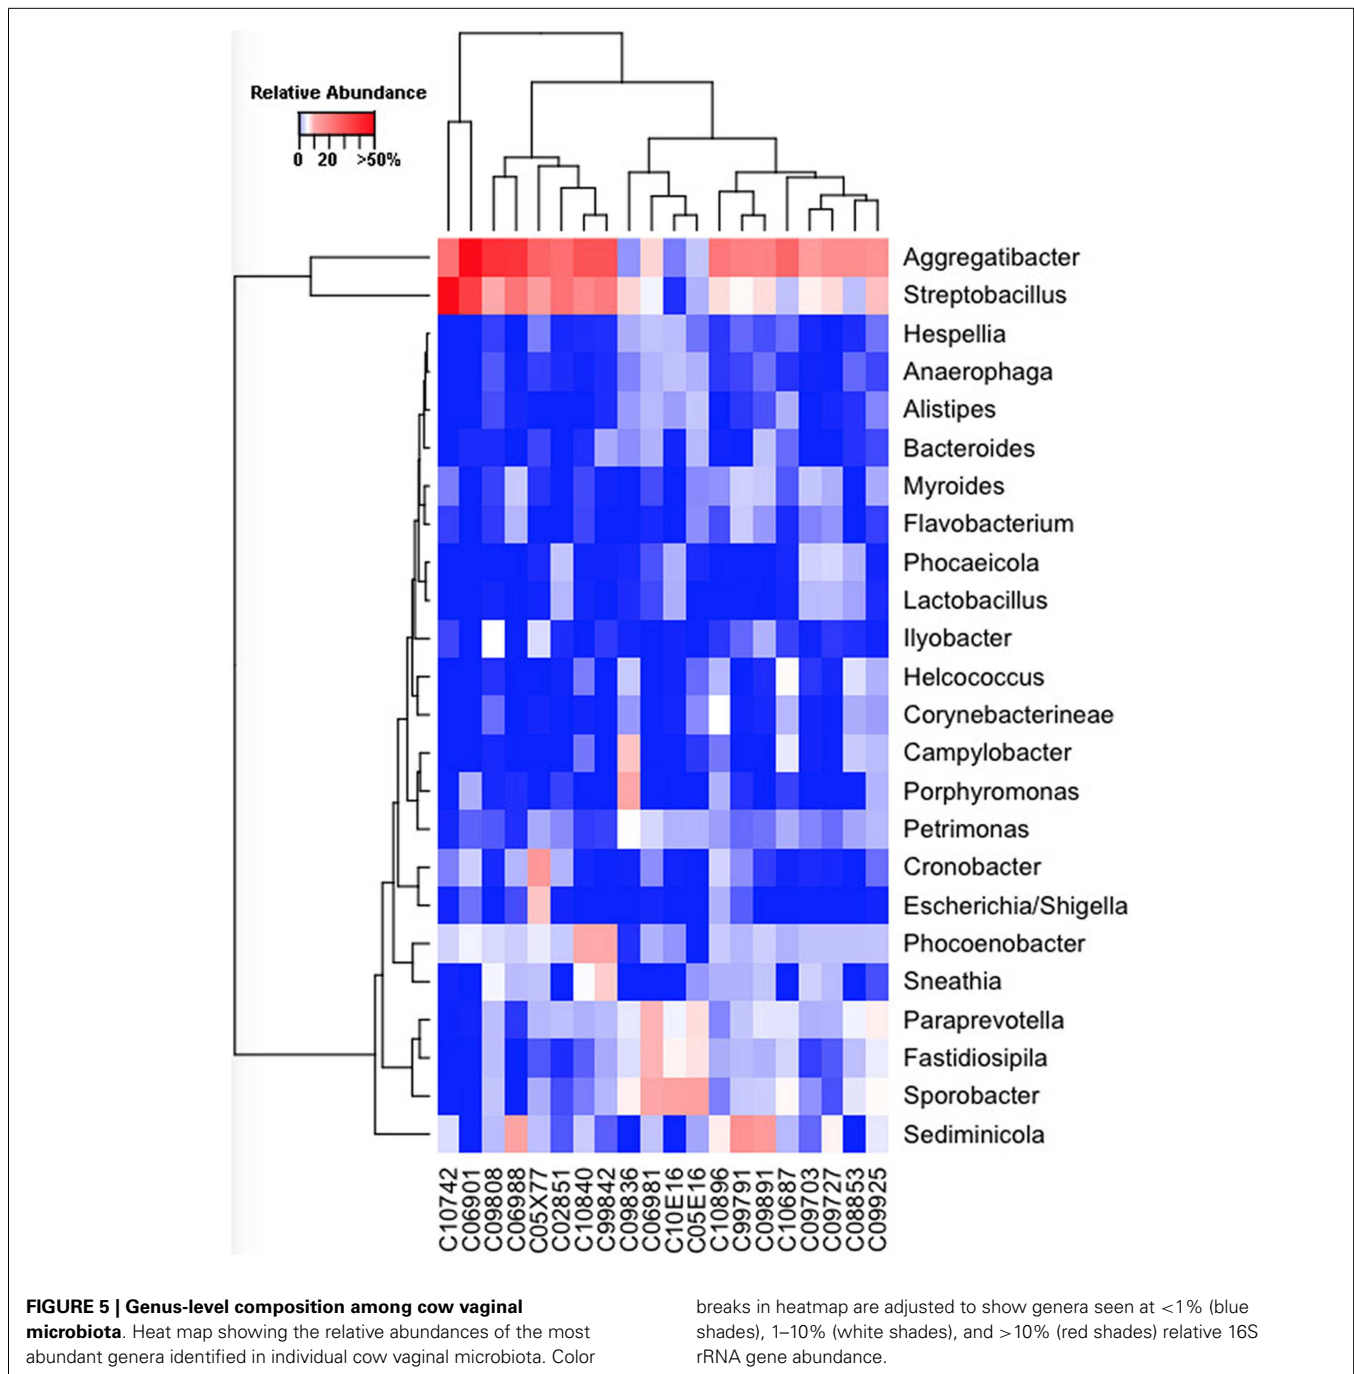 Relative Abundance
0 20 >50%
Aggregatibacter
Streptobacillus
Hespellia
Anaerophaga
Alistipes
Bacteroides
Myroides
Flavobacterium
Phocaeicola
Lactobacillus
Ilyobacter
Helcococcus
Corynebacterineae
Campylobacter
Porphyromonas
Petrimonas
Cronobacter
Escherichia/Shigella
Phocoenobacter
Sneathia
Paraprevotella
Fastidiosipila
Sporobacter
Sediminicola
C10742
C06901
C09808
C06988
C05X77
C02851
C10840
C99842
C09836
C06981
C10E16
C05E16
C10896
C99791
C09891
C10687
C09703
C09727
C08853
C09925
FIGURE 5 | Genus-level composition among cow vaginal
microbiota. Heat map showing the relative abundances of the most
abundant genera identified in individual cow vaginal microbiota. Color
breaks in heatmap are adjusted to show genera seen at <1% (blue
shades), 1–10% (white shades), and >10% (red shades) relative 16S
rRNA gene abundance.